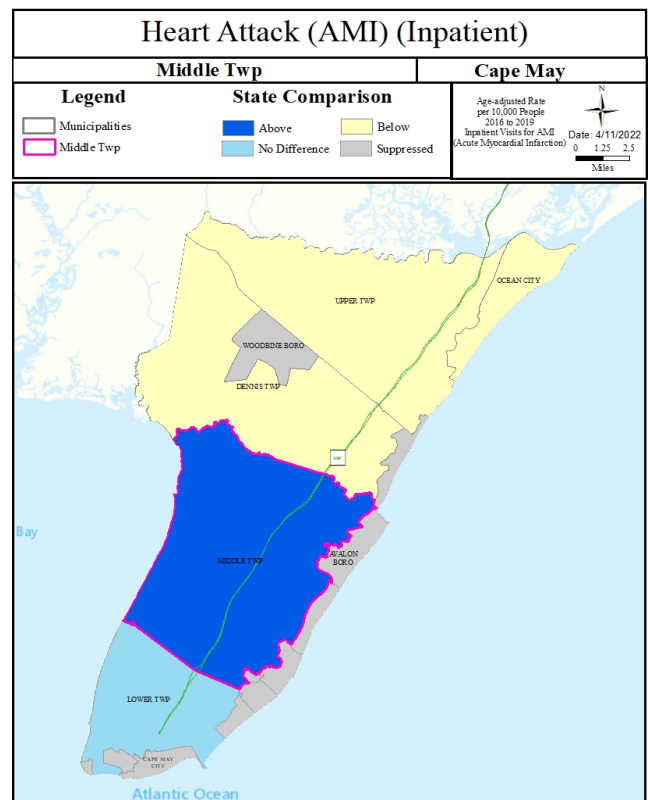 Heart Attack (AMI) (Inpatient)
Middle Twp
Cape May
Legend
Municipalities
Middle Twp
State Comparison
Above
Below
No Difference
Suppressed
Age-adjusted Rate
per 10,000 People
2016 to 2019
Inpatient Visits for AMI
(Acute Myocardial Infarction)
N
Date: 4/11/2022
0 1.25 2.5
Miles
OCEAN CITY
UPPER TWP
WOODBINE BORO
DENNIS TWP
Bay
AVALON
BORO
MIDDLE TWP
LOWER TWP
CAPE MAY
CITY
Atlantic Ocean